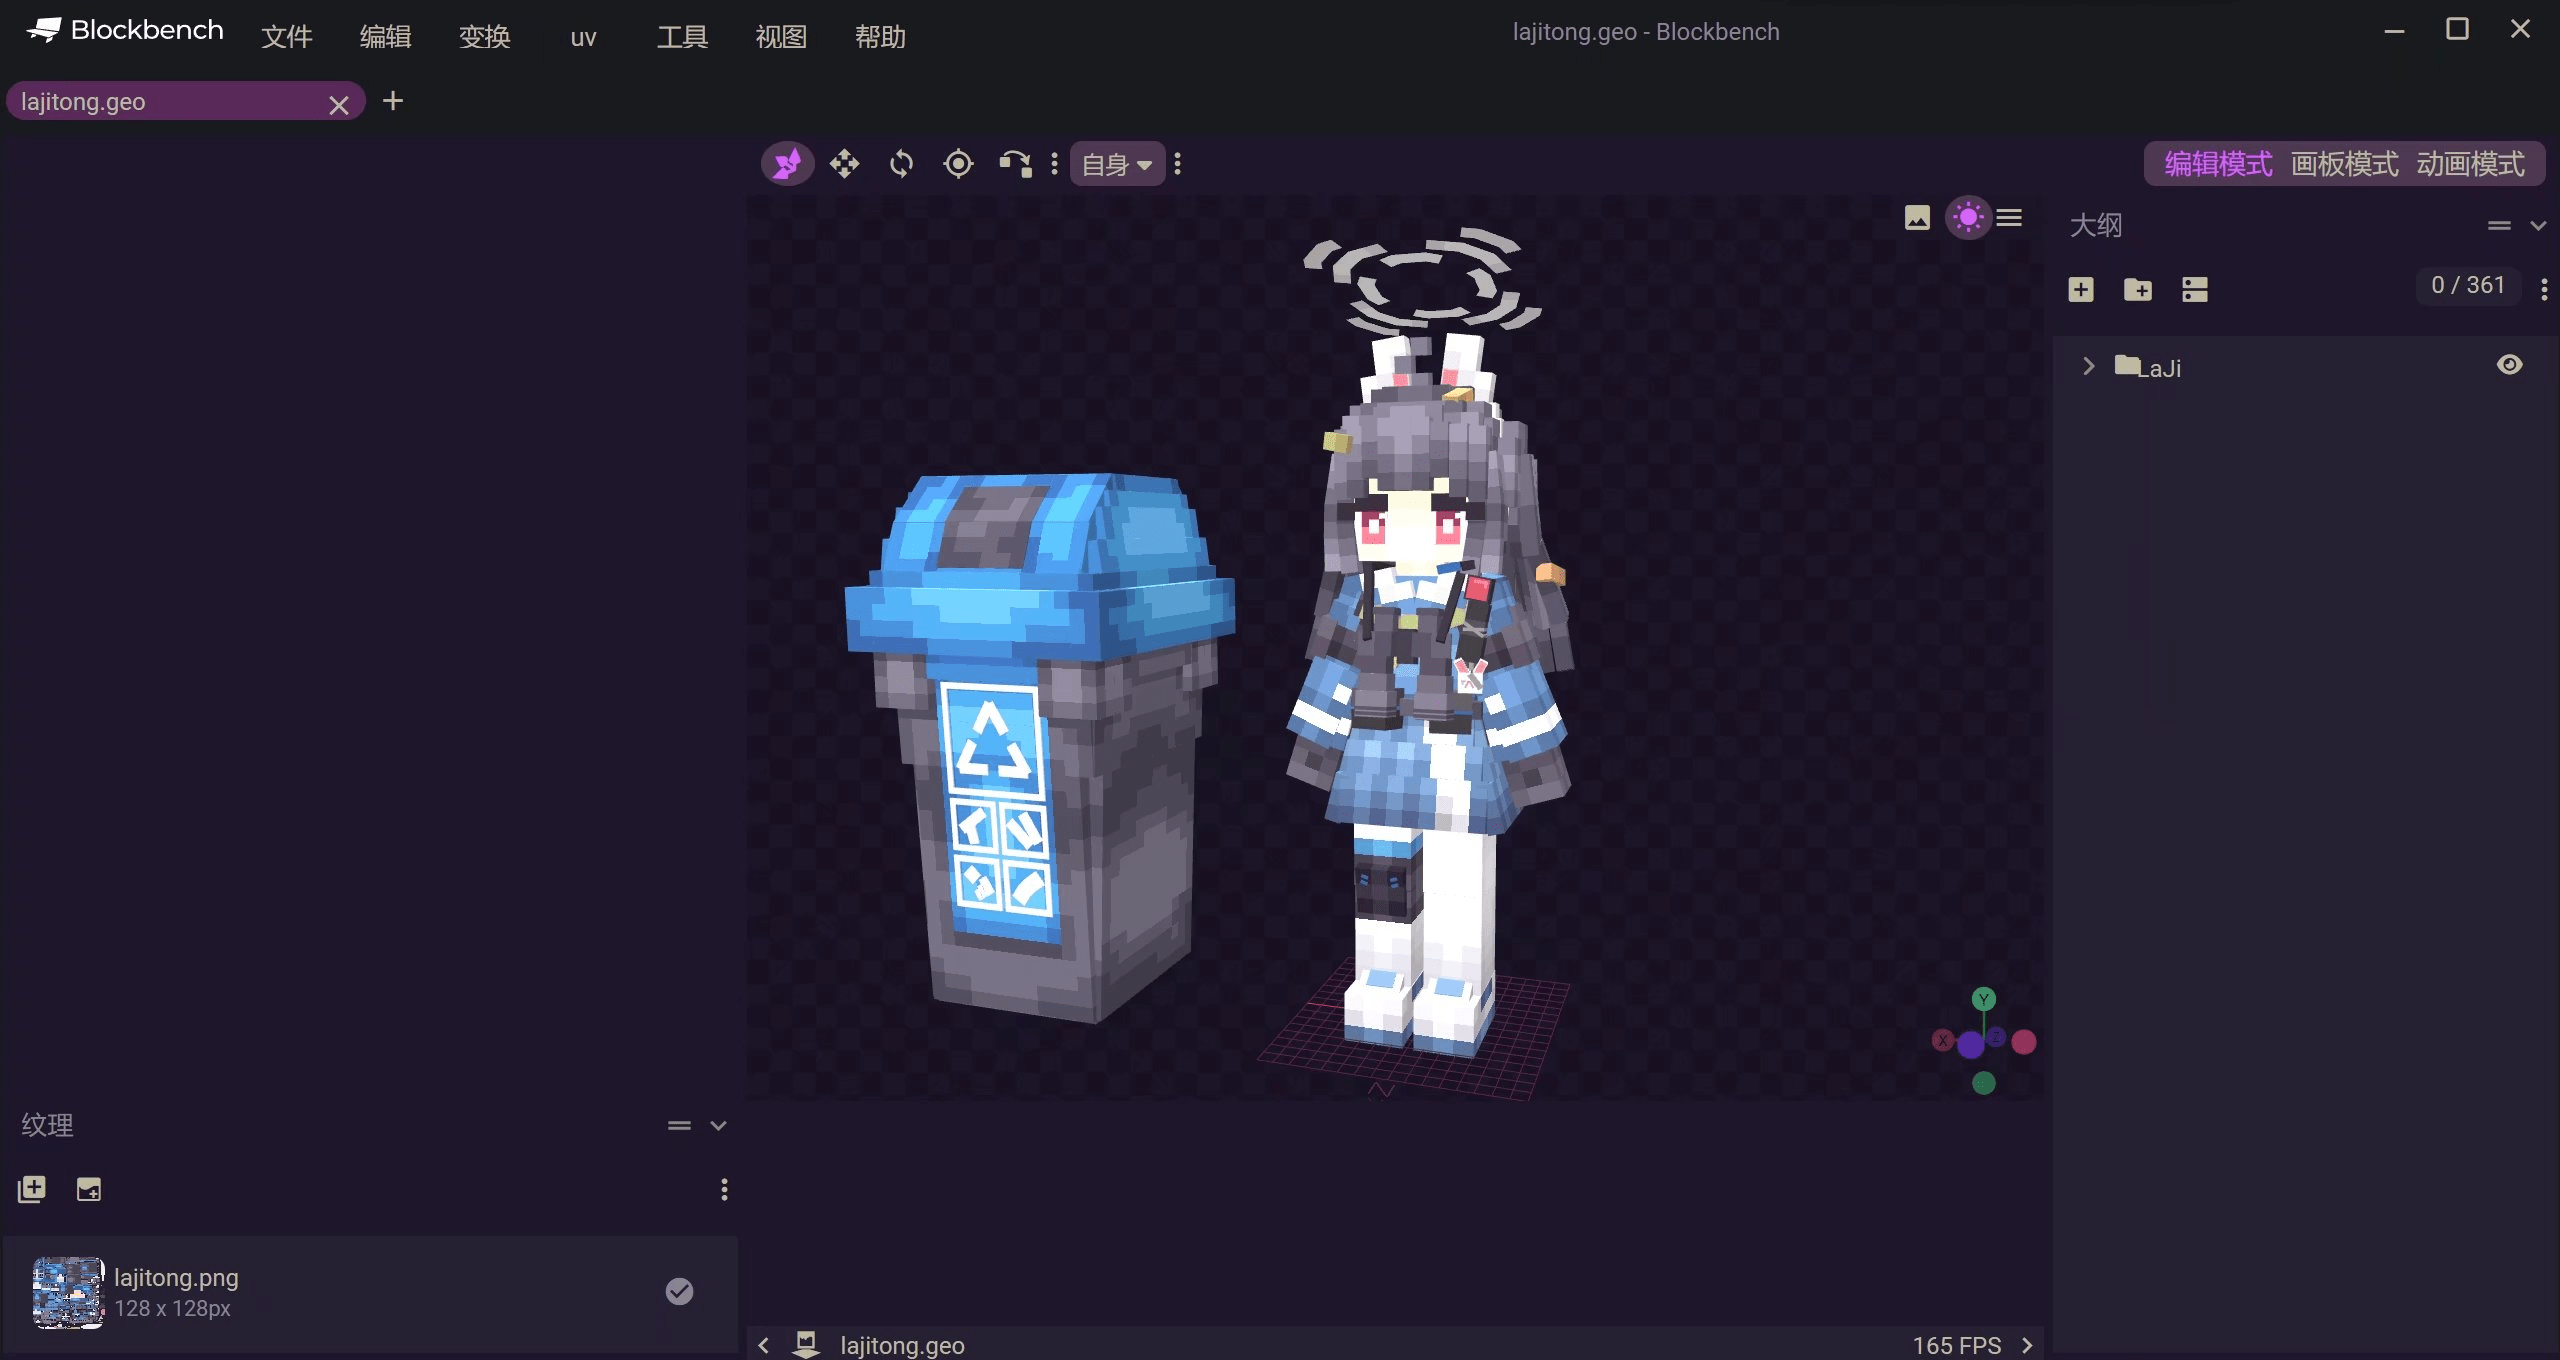 Blockbench 文件 编辑 变换 uv 工具 视图 帮助 lajitong.geo - Blockbench
lajitong.geo
自身 编辑模式 画板模式 动画模式
大纲
0 / 361
LaJi
Y
X Z
纹理
lajitong.png
128 x 128px
lajitong.geo 165 FPS